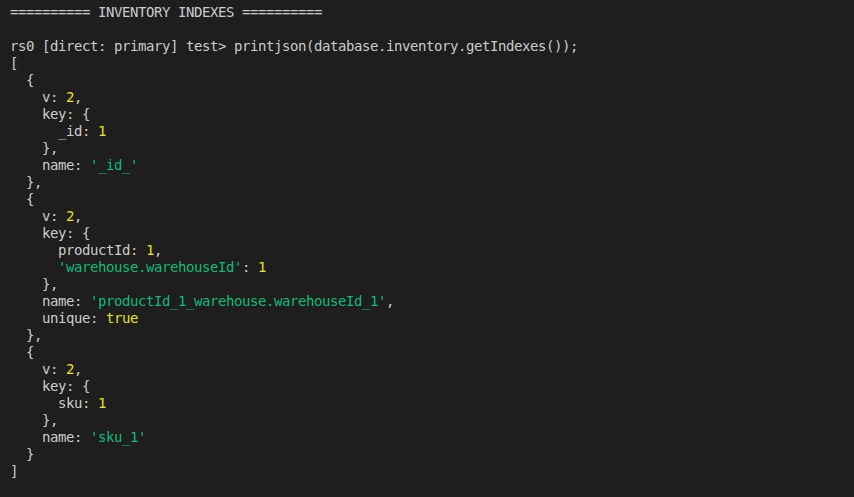 ========== INVENTORY INDEXES ==========
rs0 [direct: primary] test> printjson(database.inventory.getIndexes());
[
  {
    v: 2,
    key: {
      _id: 1
    },
    name: '_id_'
  },
  {
    v: 2,
    key: {
      productId: 1,
      'warehouse.warehouseId': 1
    },
    name: 'productId_1_warehouse.warehouseId_1',
    unique: true
  },
  {
    v: 2,
    key: {
      sku: 1
    },
    name: 'sku_1'
  }
]